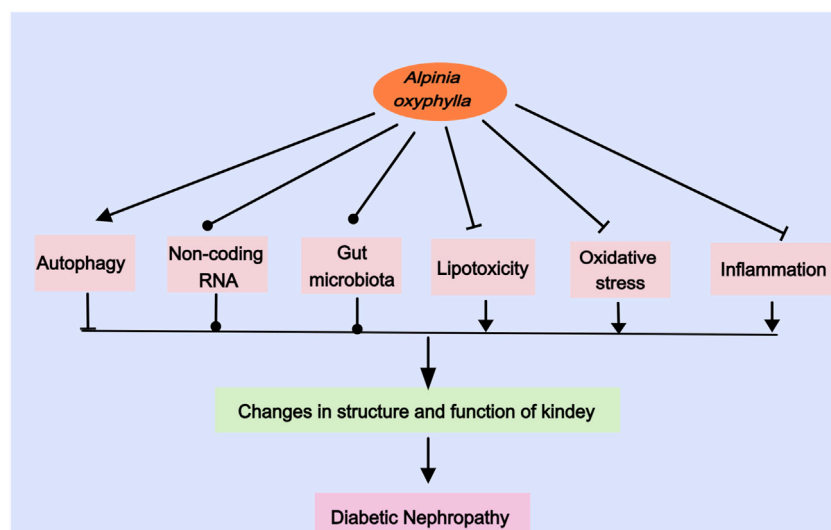 Alpinia
oxyphylla
Autophagy
Non-coding
RNA
Gut
microbiota
Lipotoxicity
Oxidative
stress
Inflammation
Changes in structure and function of kindey
Diabetic Nephropathy